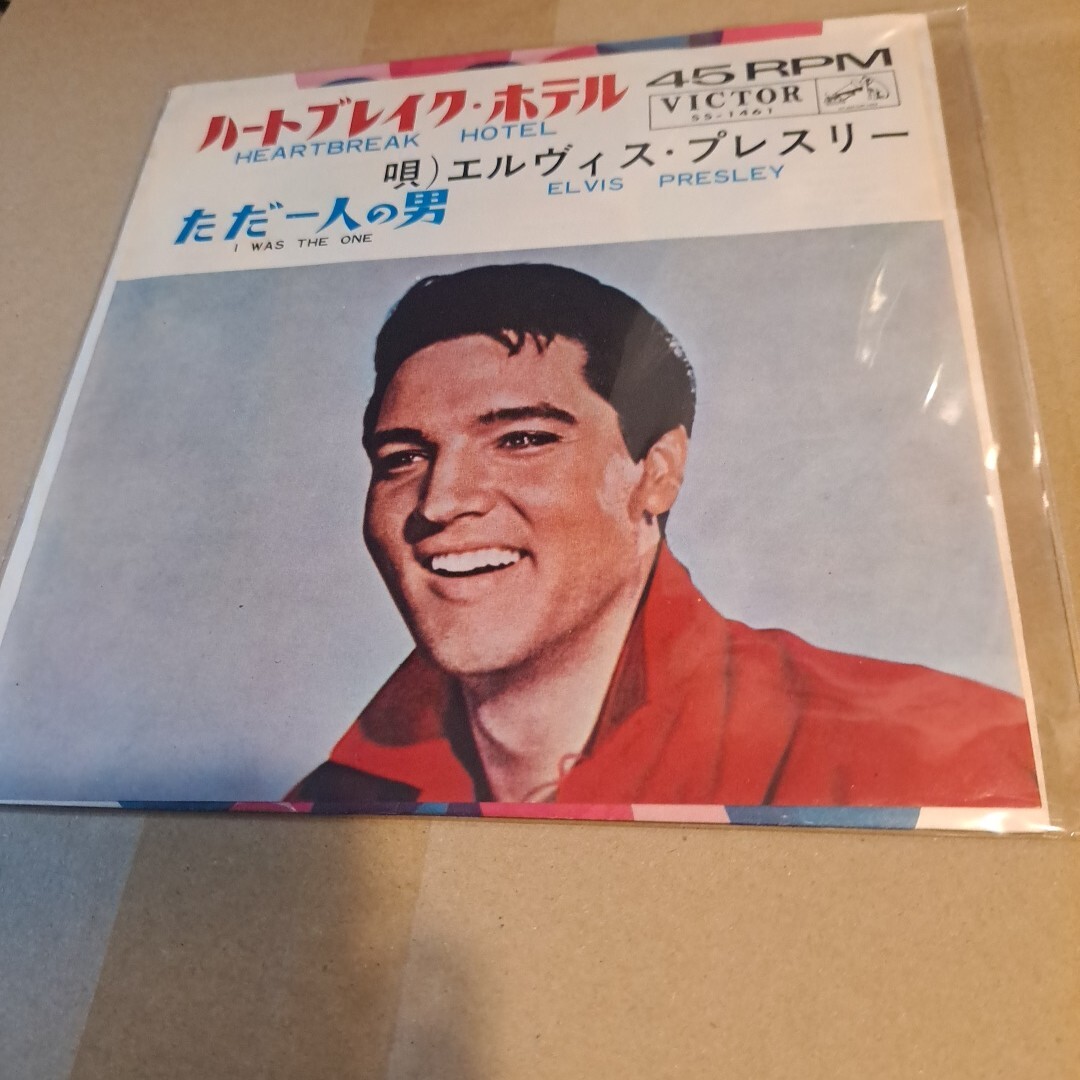 ハートブレイク・ホテル
HEARTBREAK HOTEL
45 RPM
VICTOR
SS-1461
唄)エルヴィス・プレスリー
ELVIS PRESLEY
ただ一人の男
I WAS THE ONE